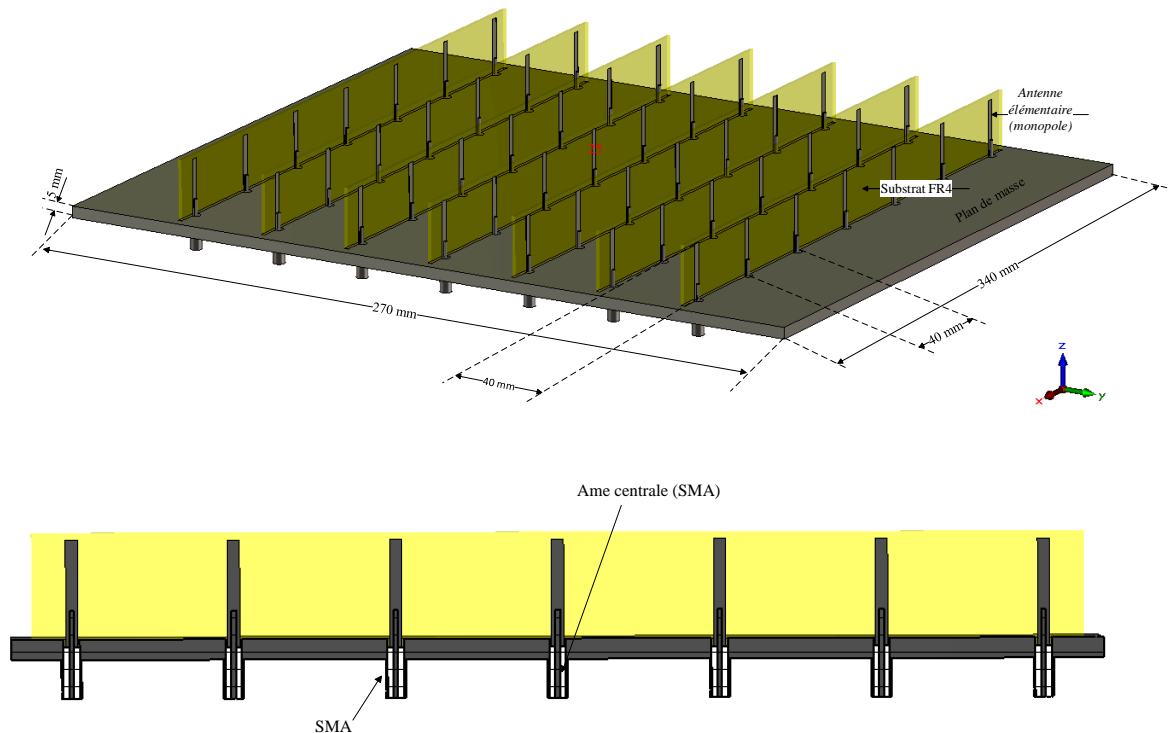 Antenne
élémentaire
(monopole)
25
5 mm
Substrat FR4
Plan de masse
340 mm
270 mm
40 mm
40 mm
z
x
y
Ame centrale (SMA)
SMA